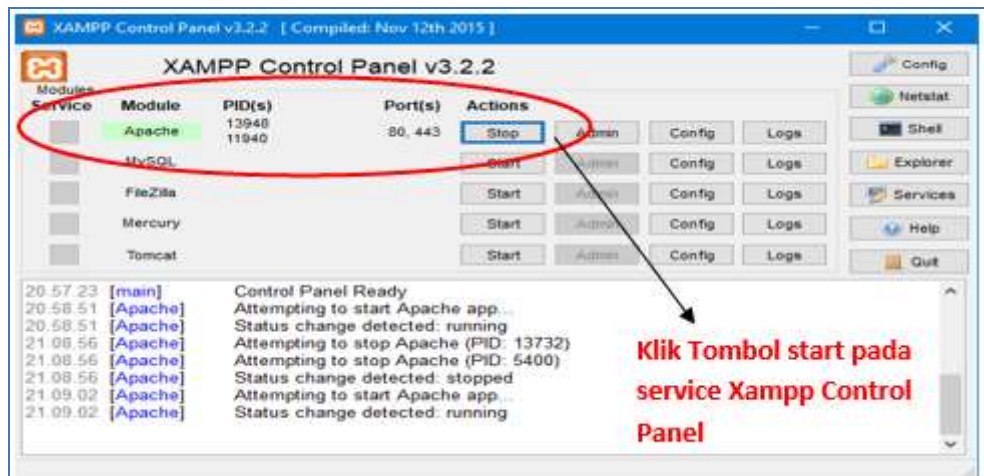 XAMPP Control Panel v3.2.2 [ Compiled: Nov 12th 2015 ]
XAMPP Control Panel v3.2.2
Config
Modules
Service Module PID(s) Port(s) Actions
Netstat
Apache 13948 11940 80, 443 Stop Admin Config Logs
Shell
MySQL Start Admin Config Logs
Explorer
FileZilla Start Admin Config Logs
Services
Mercury Start Admin Config Logs
Help
Tomcat Start Admin Config Logs
Quit
20.57.23 [main] Control Panel Ready
20.58.51 [Apache] Attempting to start Apache app...
20.58.51 [Apache] Status change detected: running
21.08.56 [Apache] Attempting to stop Apache (PID: 13732)
21.08.56 [Apache] Attempting to stop Apache (PID: 5400)
21.08.56 [Apache] Status change detected: stopped
21.09.02 [Apache] Attempting to start Apache app...
21.09.02 [Apache] Status change detected: running
Klik Tombol start pada
service Xampp Control
Panel